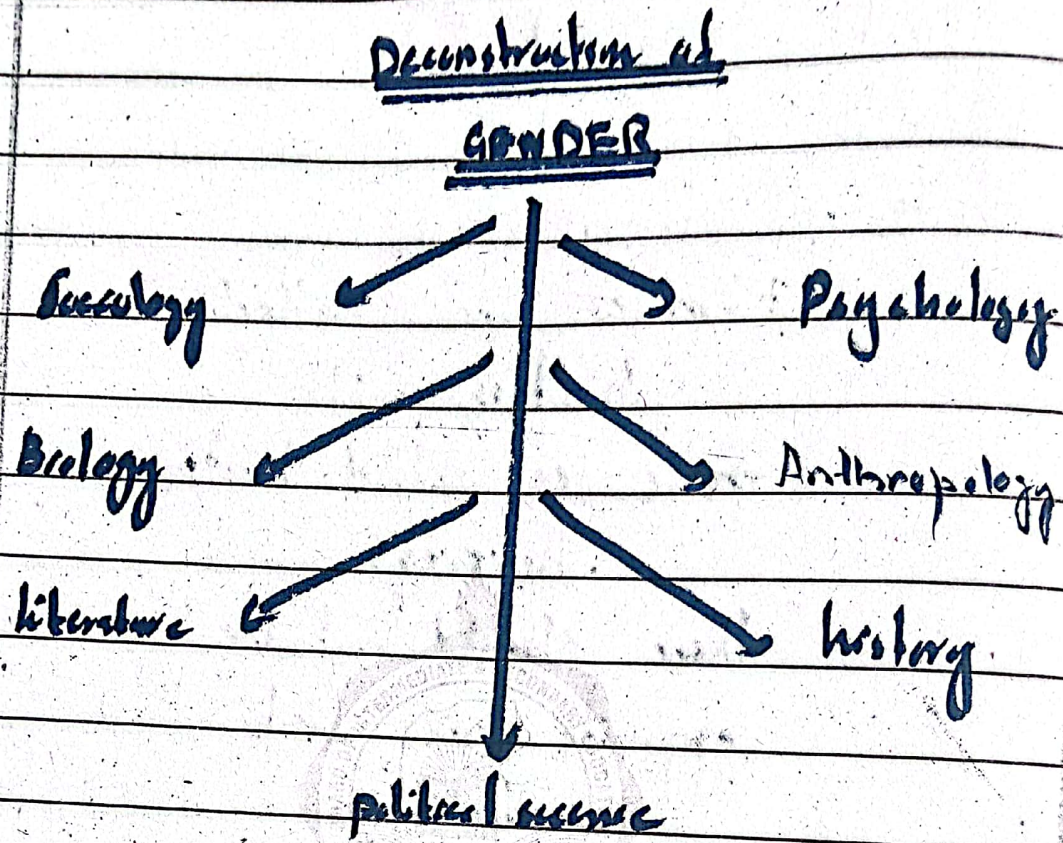 Deconstruction of
GENDER
Sociology Psychology
Biology Anthropology
literature history
political science